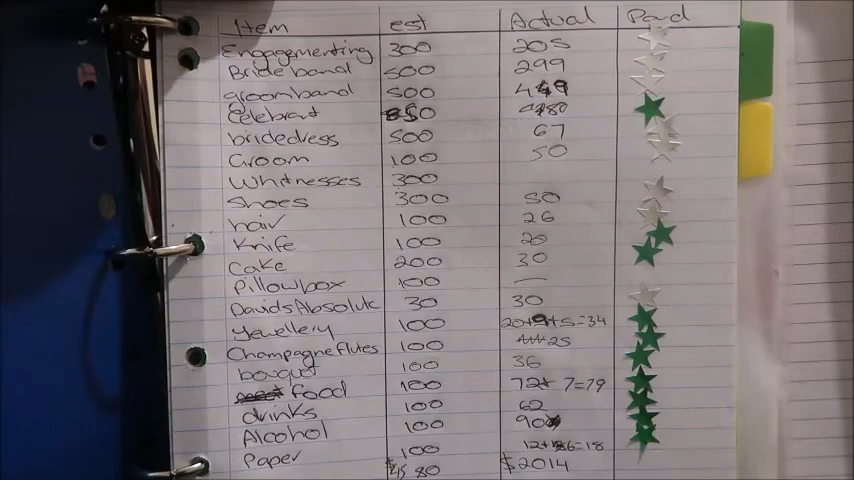 Item est Actual Paid
Engagementing 300 205
Bride band 500 299
groomband 500 449
Celebrant 50 480
bridedress 500 67
Groom 100 50
Whitnesses 300
Shoes 300 50
hair 100 26
Knife 100 20
Cake 200 30
Pillowbox 100 —
Davids Absolute 30 30
Jewellery 100 20+9+5=34
Champagne flutes 100 25
bouquet 100 36
food 100 72+ 7=79
drinks 100 62
Alcohol 100 90
Paper 100 12+6=18
$4580 $2014